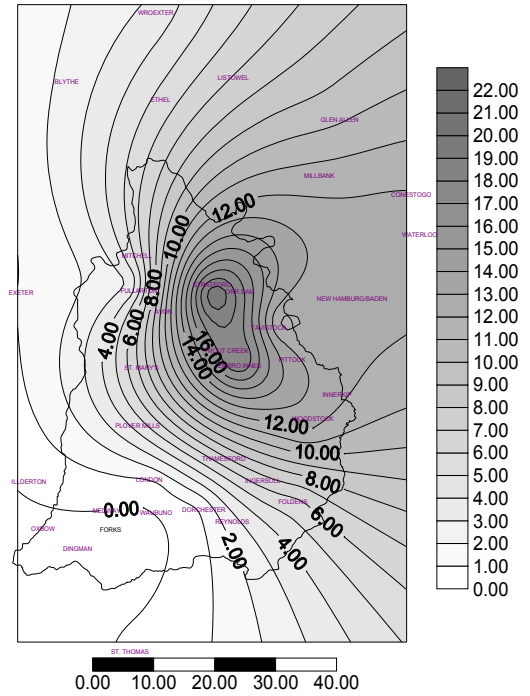 WROEXTER
BLYTHE
LISTOWEL
ETHEL
GLEN ALLEN
MILLBANK
CONESTOGO
12.00
10.00
WATERLOO
MITCHELL
8.00
STRATFORD
EXETER
FULLARTON
NEW HAMBURG/BADEN
AVON
6.00
4.00
TAVISTOCK
16.00
14.00
TROUT CREEK
PITTOCK
EMBRO INNES
ST. MARYS
INNERKIP
12.00
WOODSTOCK
PLOVER MILLS
10.00
THAMESFORD
8.00
ILDERTON
LONDON
INGERSOLL
FOLDENS
0.00
MEDWAY
WAUBUNO
DORCHESTER
6.00
OXBOW
FORKS
REYNOLDS
DINGMAN
2.00
4.00
ST. THOMAS
0.00 10.00 20.00 30.00 40.00
22.00
21.00
20.00
19.00
18.00
17.00
16.00
15.00
14.00
13.00
12.00
11.00
10.00
9.00
8.00
7.00
6.00
5.00
4.00
3.00
2.00
1.00
0.00